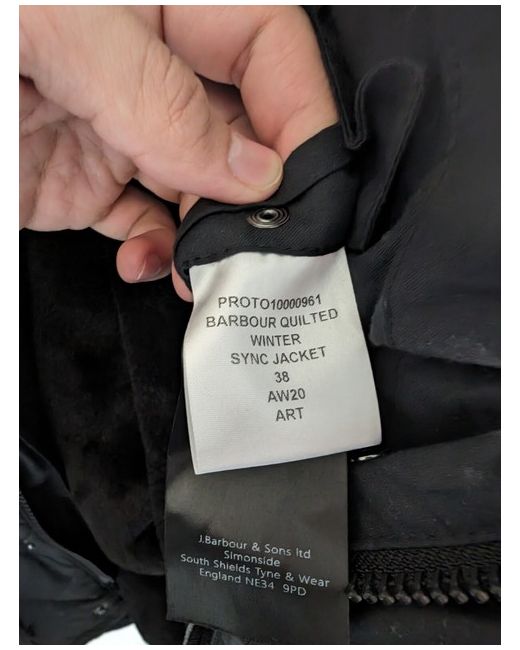 PROTO10000961
BARBOUR QUILTED
WINTER
SYNC JACKET
38
AW20
ART
J.Barbour & Sons ltd
Simonside
South Shields Tyne & Wear
England NE34 9PD